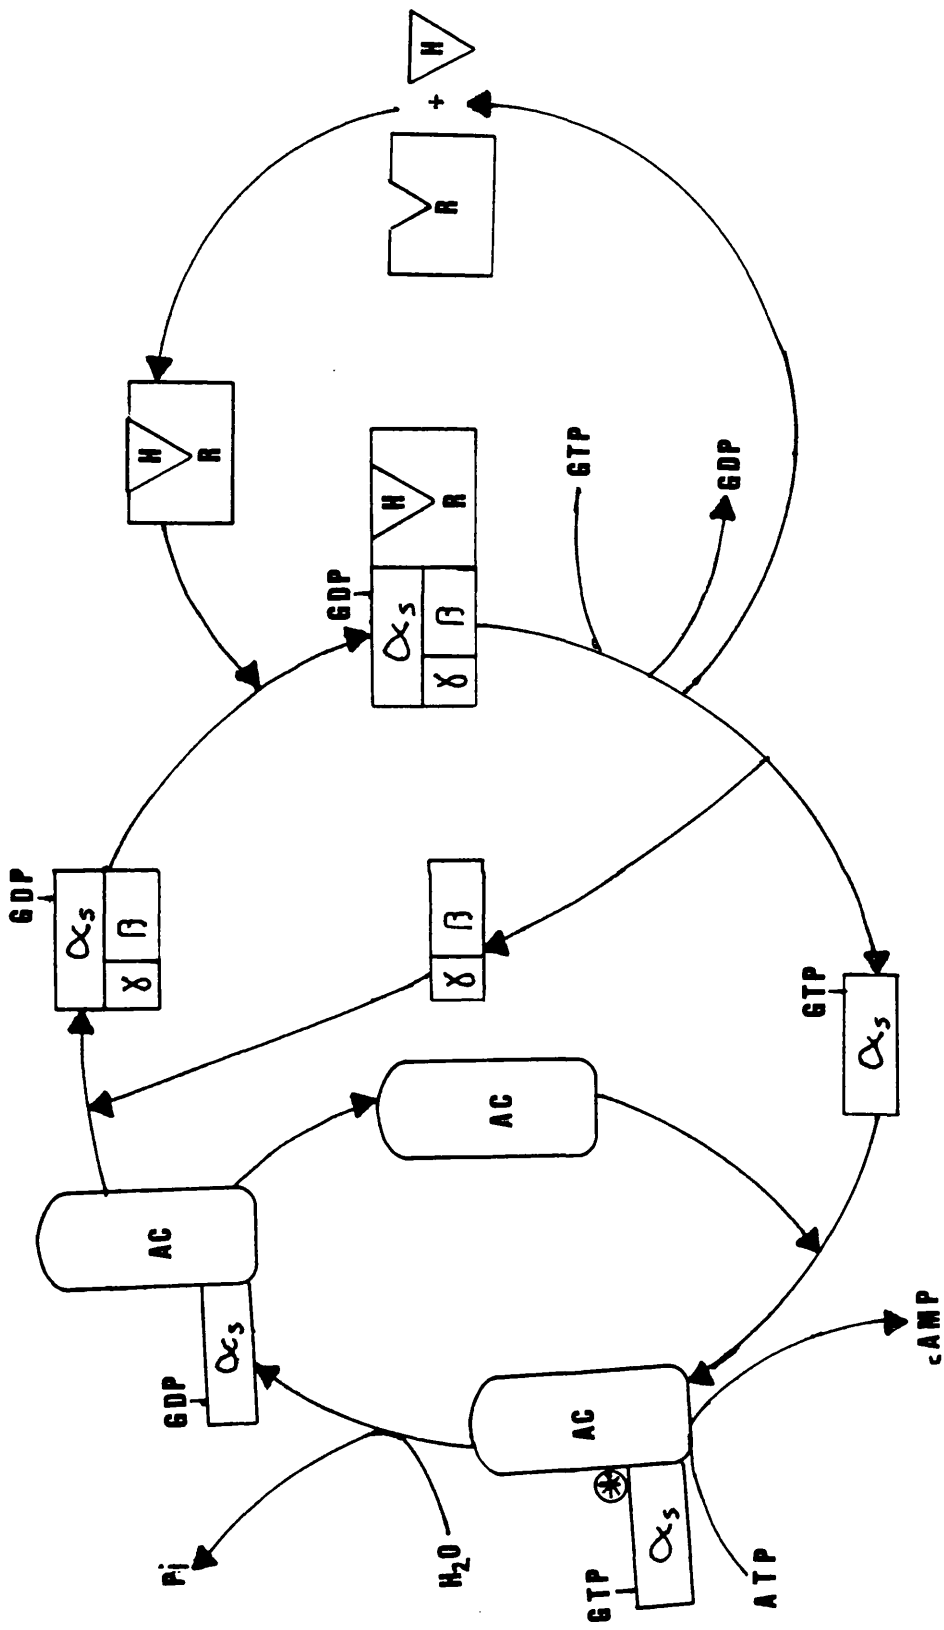 GDP
αs
γ β
H
R
AC
Pi
GDP
αs
GDP
αs
γ β
H
R
γ β
R
+
H
H₂O
AC
GTP
AC
✱
GTP
αs
GDP
ATP
GTP
αs
cAMP